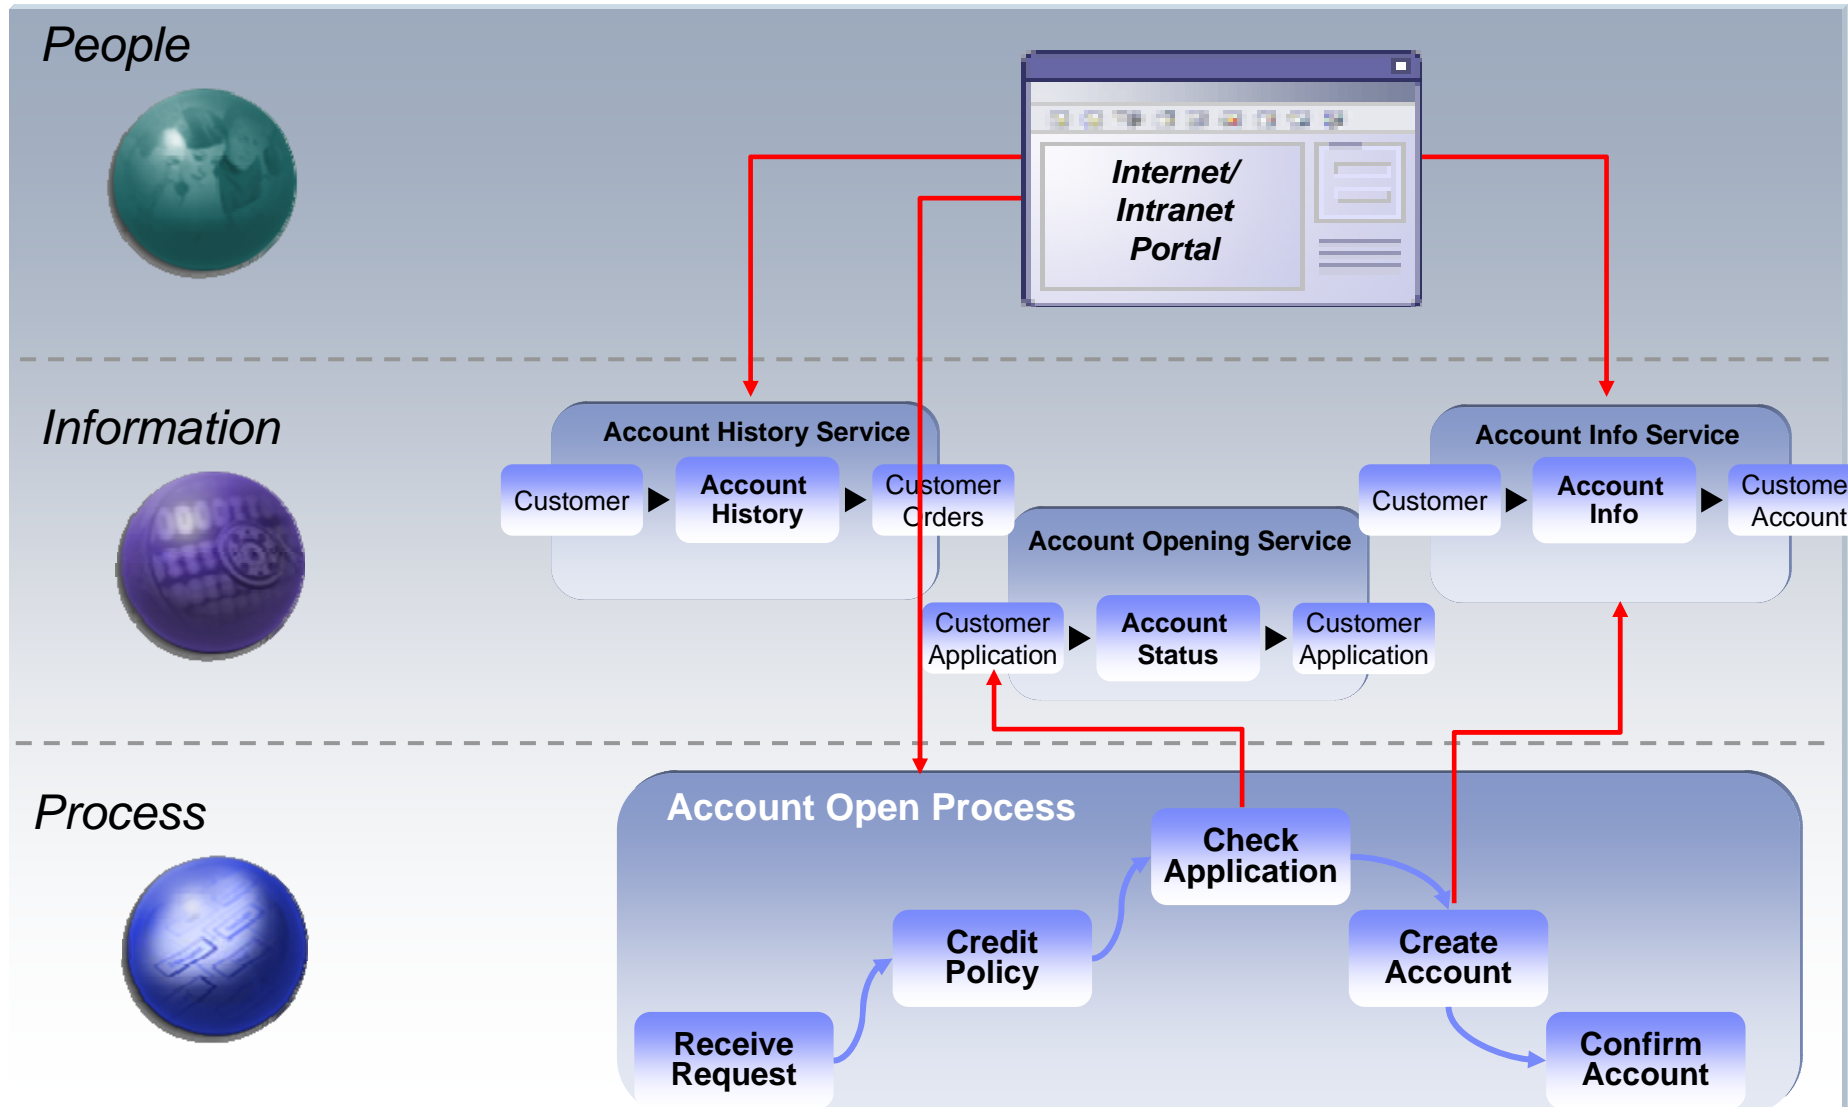 People
Internet/
Intranet
Portal
Information
Account History Service
Customer
Account
History
Customer
Orders
Account Opening Service
Customer
Application
Account
Status
Customer
Application
Account Info Service
Customer
Account
Info
Custome
Account
Process
Account Open Process
Receive
Request
Credit
Policy
Check
Application
Create
Account
Confirm
Account